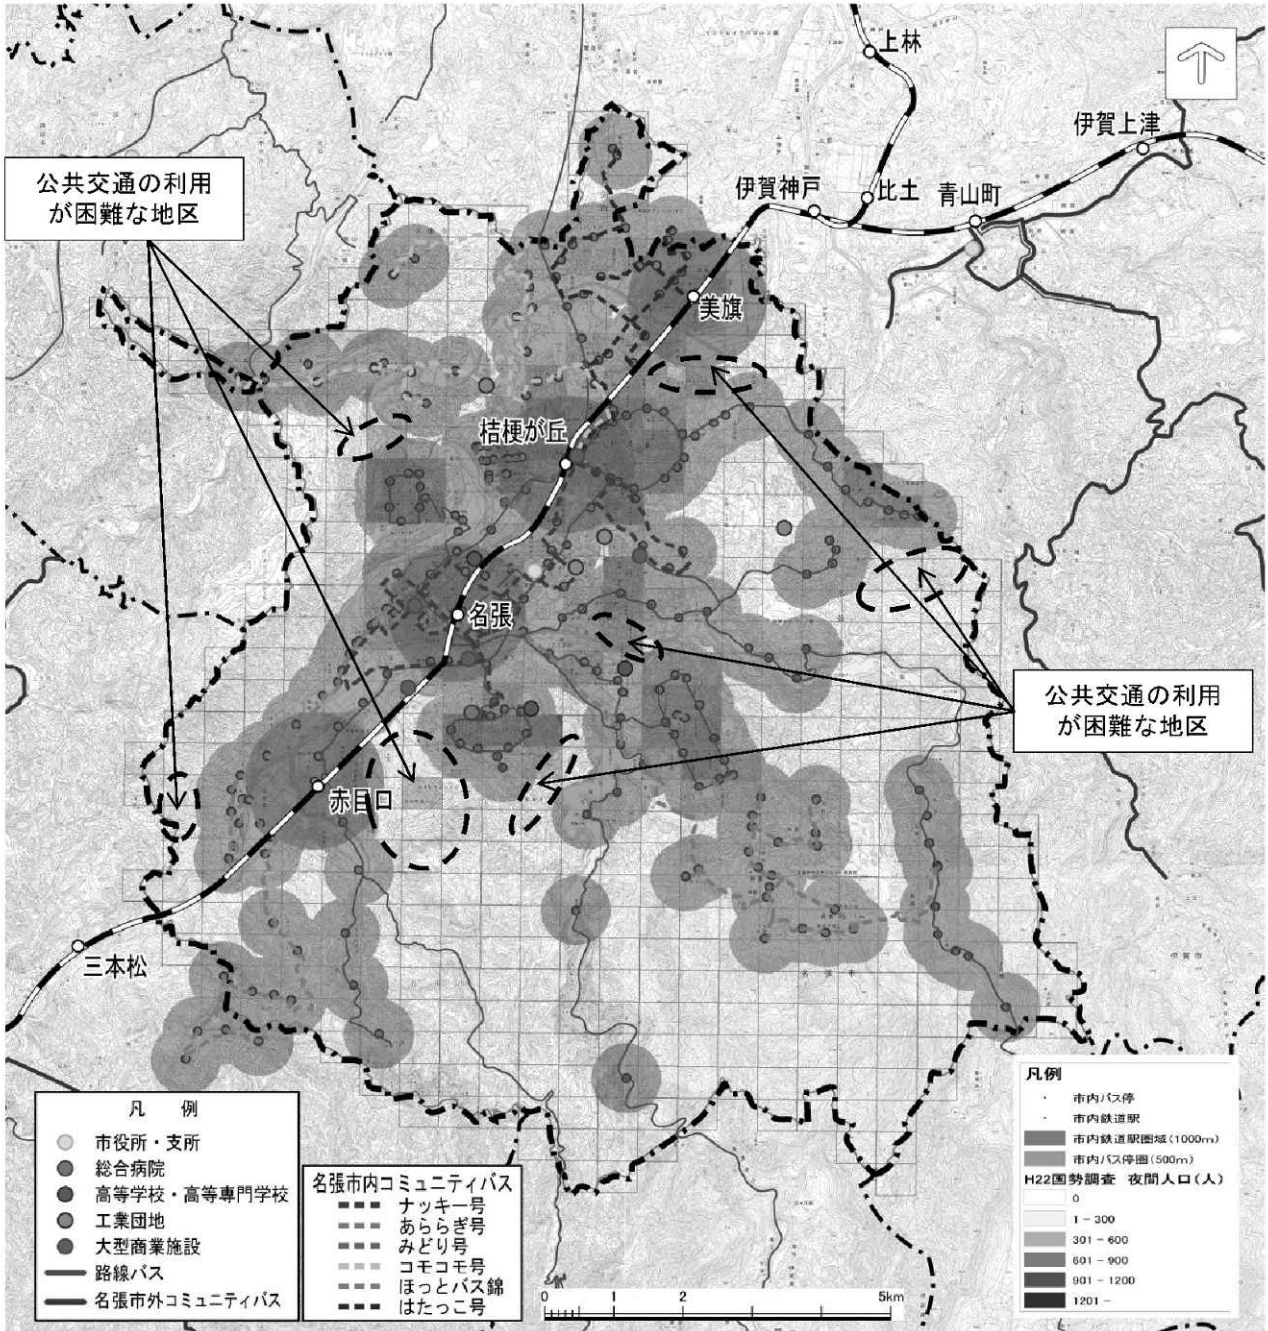 上林
伊賀上津
公共交通の利用
が困難な地区
伊賀神戸
比土
青山町
美旗
桔梗が丘
名張
公共交通の利用
が困難な地区
赤目口
三本松
名張市
伊賀市
凡 例
市役所・支所
総合病院
高等学校・高等専門学校
工業団地
大型商業施設
路線バス
名張市外コミュニティバス
名張市内コミュニティバス
ナッキー号
あららぎ号
みどり号
コモコモ号
ほっとバス錦
はたっこ号
0 1 2 5km
凡例
市内バス停
市内鉄道駅
市内鉄道駅圏域(1000m)
市内バス停圏(500m)
H22国勢調査 夜間人口(人)
0
1 - 300
301 - 600
601 - 900
901 - 1200
1201 -